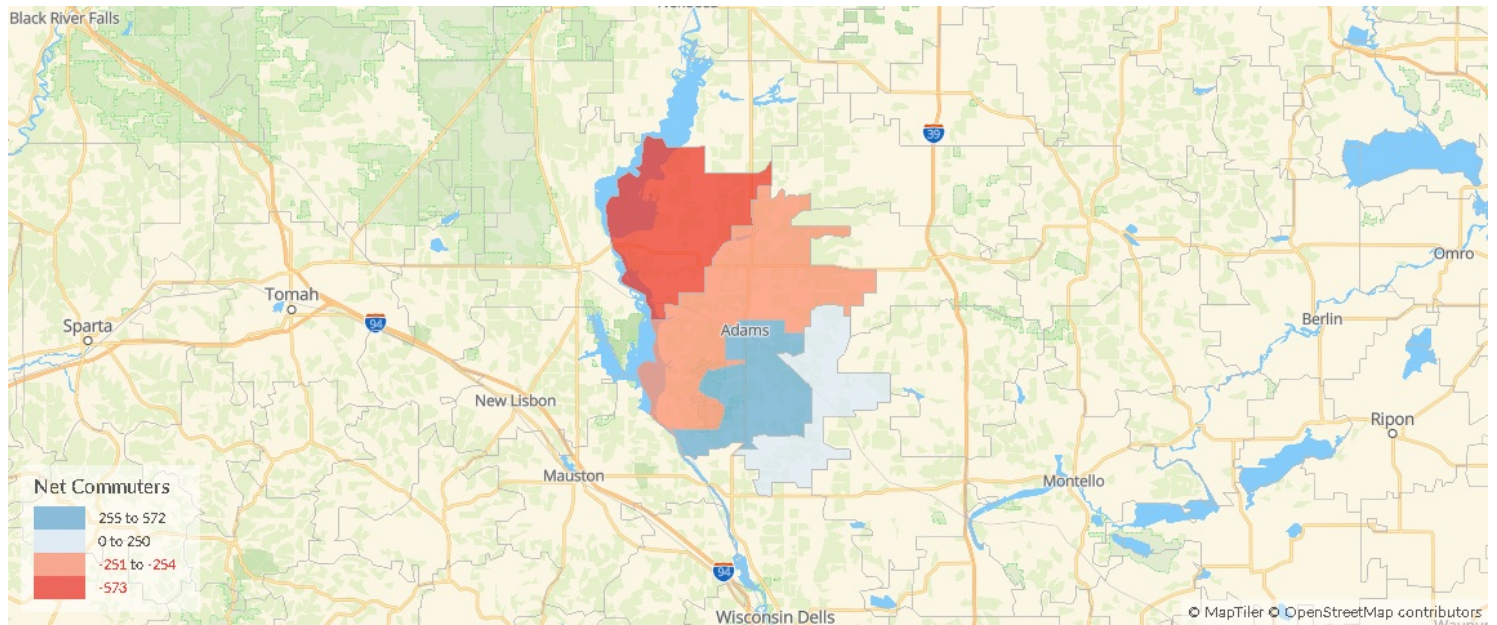 Black River Falls
39
Omro
Tomah
Berlin
Sparta
94
Adams
New Lisbon
Ripon
Mauston
Montello
Net Commuters
255 to 572
0 to 250
-251 to -254
-573
94
Wisconsin Dells
© MapTiler © OpenStreetMap contributors